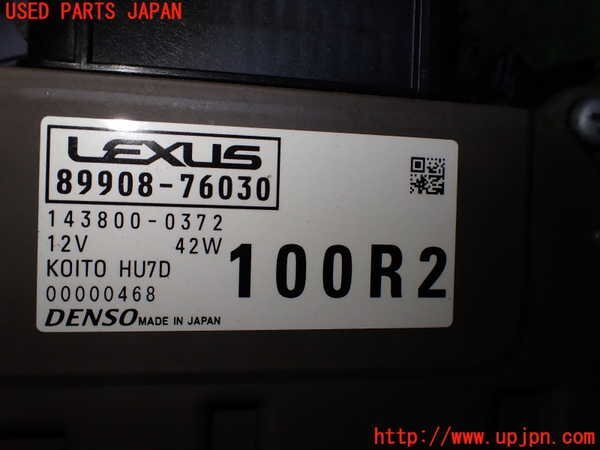 USED PARTS JAPAN
LEXUS
89908-76030
143800-0372
12V 42W
KOITO HU7D
00000468
100R2
DENSO MADE IN JAPAN
http://www.upjpn.com/